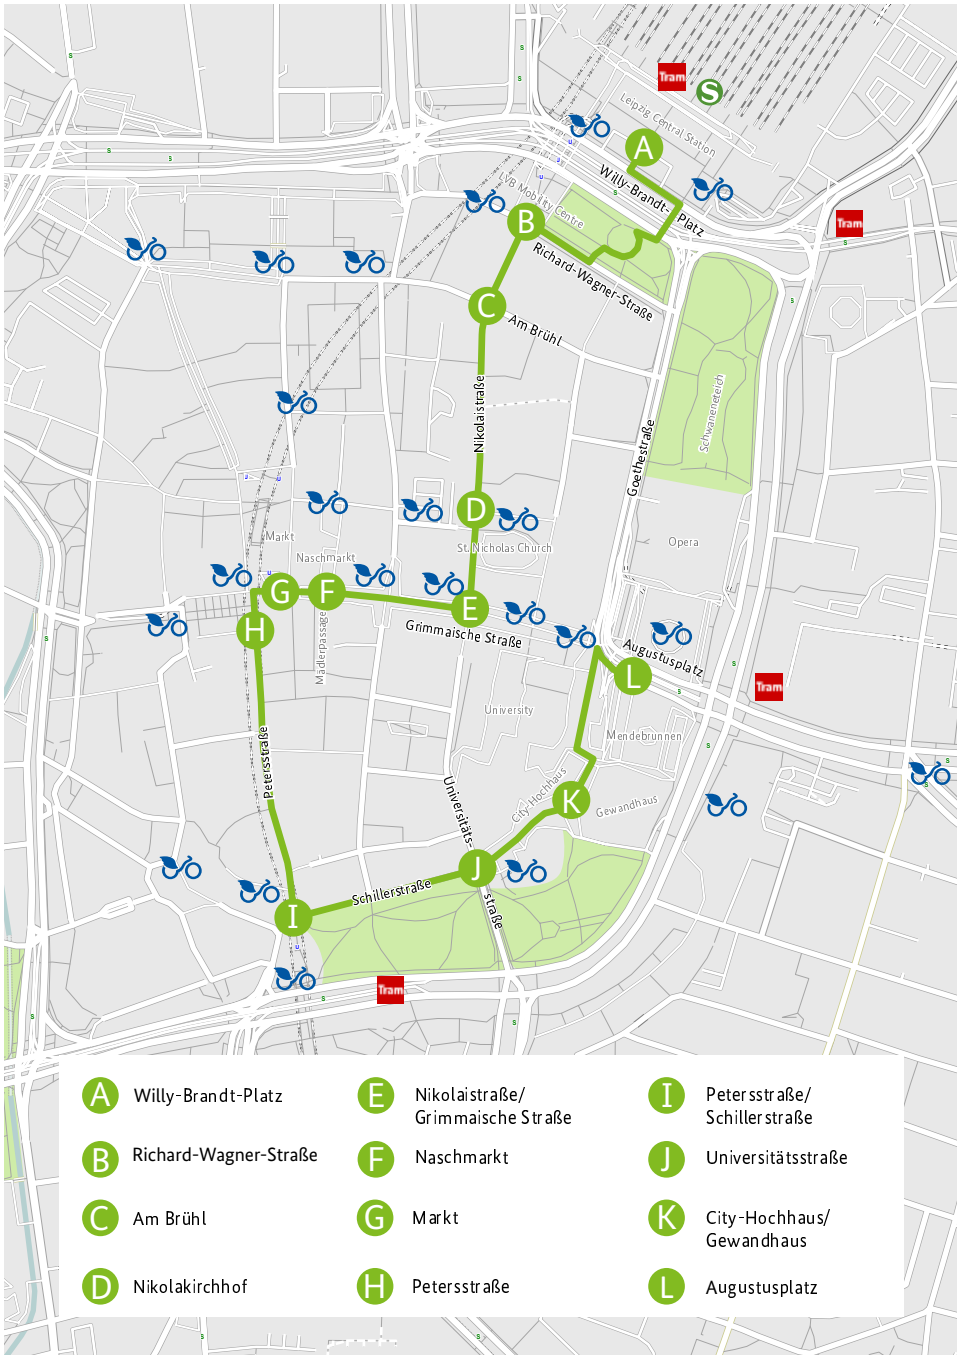 Tram
S
Leipzig Central Station
A
Willy-Brandt-
Platz
LVB Mobility Centre
B
Tram
Richard-Wagner-Straße
C
Am Brühl
Nikolaistraße
Schwaneneteich
Goethestraße
D
Markt
St. Nicholas Church
Opera
Naschmarkt
G
F
E
H
Grimmaische Straße
Mädlerpassage
Augustusplatz
L
Tram
University
Mendebrunnen
Petersstraße
Universitäts-
straße
City-Hochhaus
K
Gewandhaus
J
Schillerstraße
I
Tram
A Willy-Brandt-Platz
B Richard-Wagner-Straße
C Am Brühl
D Nikolakirchhof
E Nikolaistraße/
Grimmaische Straße
F Naschmarkt
G Markt
H Petersstraße
I Petersstraße/
Schillerstraße
J Universitätsstraße
K City-Hochhaus/
Gewandhaus
L Augustusplatz